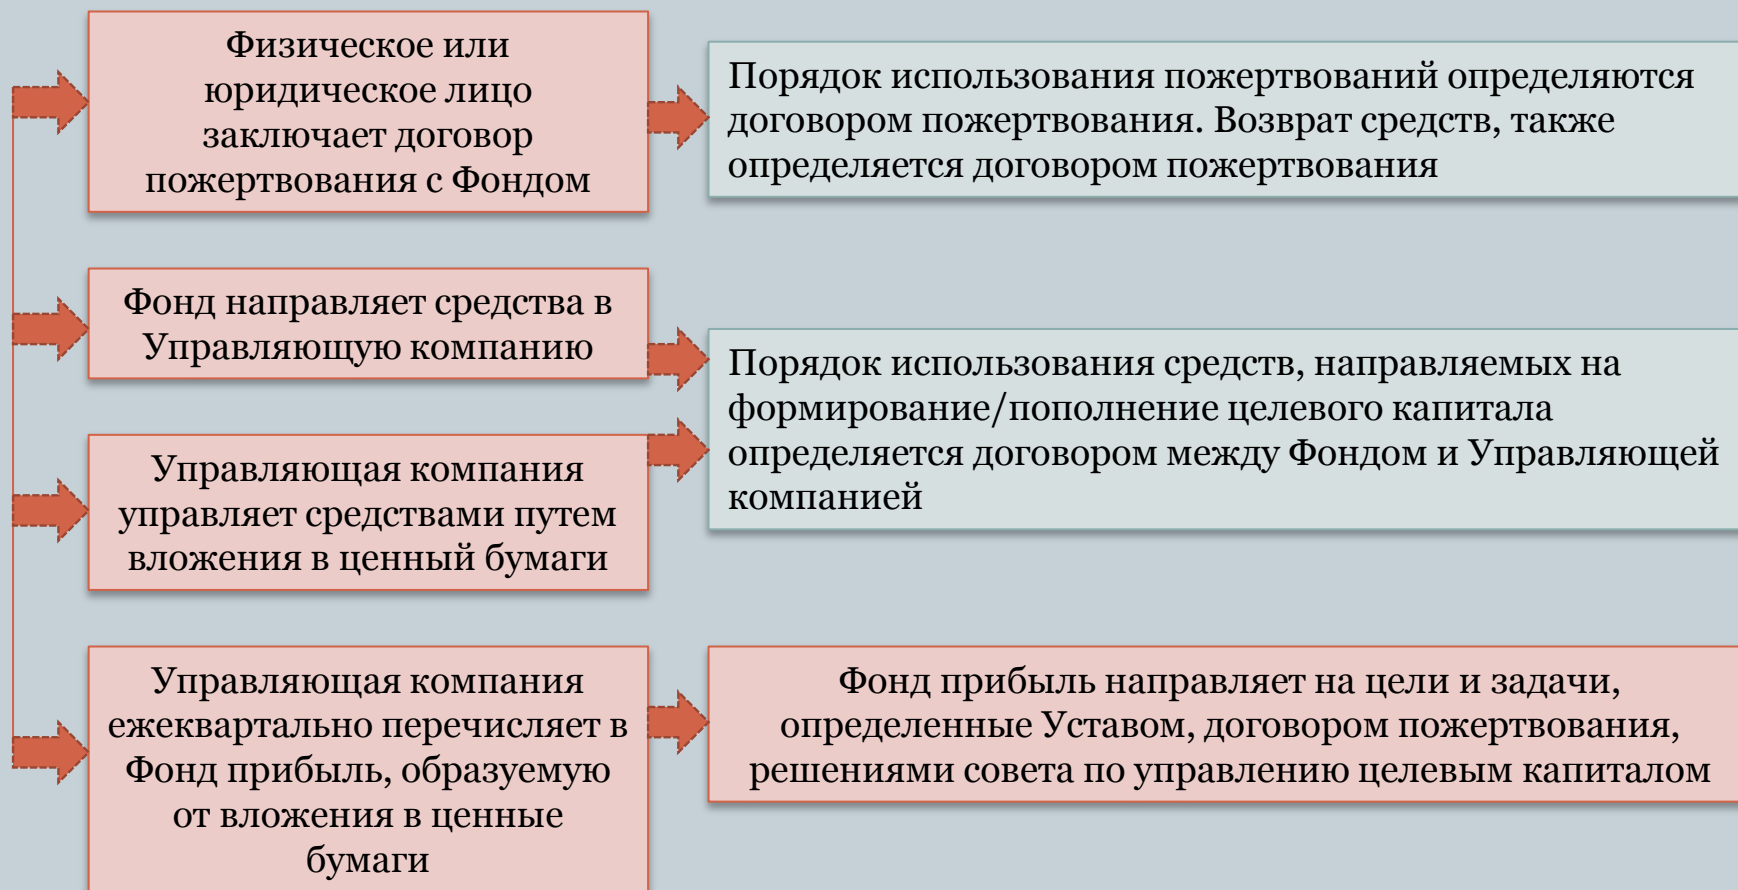 Физическое или
юридическое лицо
заключает договор
пожертвования с Фондом
Порядок использования пожертвований определяются
договором пожертвования. Возврат средств, также
определяется договором пожертвования
Фонд направляет средства в
Управляющую компанию
Порядок использования средств, направляемых на
формирование/пополнение целевого капитала
определяется договором между Фондом и Управляющей
компанией
Управляющая компания
управляет средствами путем
вложения в ценный бумаги
Управляющая компания
ежеквартально перечисляет в
Фонд прибыль, образуемую
от вложения в ценные
бумаги
Фонд прибыль направляет на цели и задачи,
определенные Уставом, договором пожертвования,
решениями совета по управлению целевым капиталом